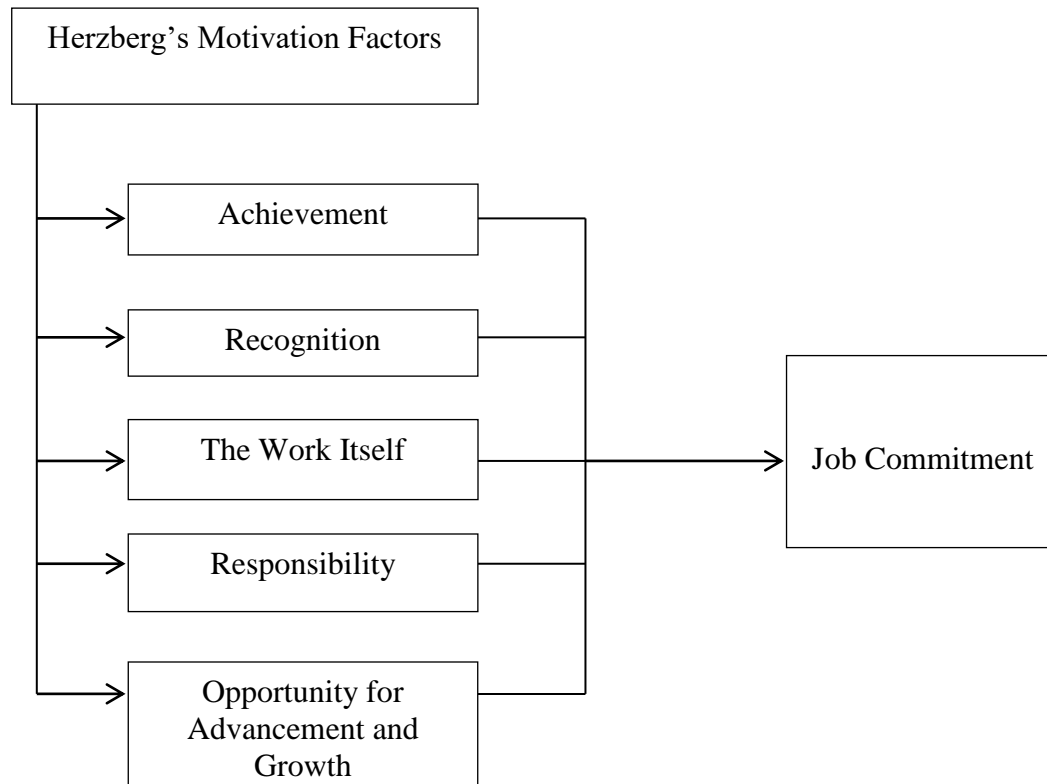 Herzberg’s Motivation Factors
Achievement
Recognition
The Work Itself
Responsibility
Opportunity for
Advancement and
Growth
Job Commitment